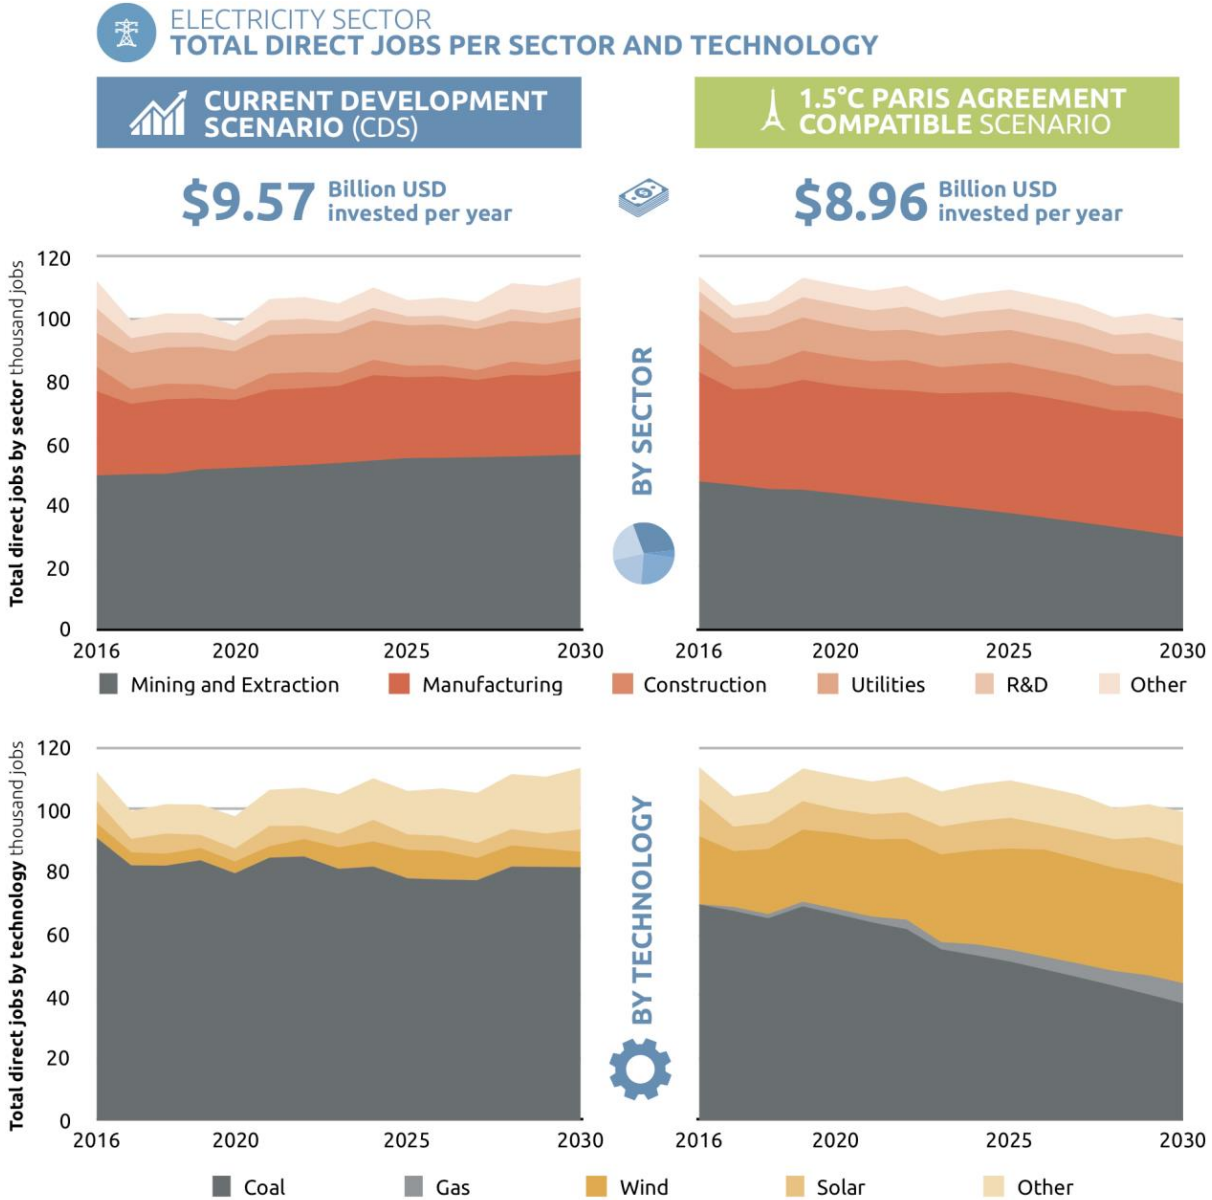 ELECTRICITY SECTOR
TOTAL DIRECT JOBS PER SECTOR AND TECHNOLOGY
CURRENT DEVELOPMENT
SCENARIO (CDS)
1.5°C PARIS AGREEMENT
COMPATIBLE SCENARIO
$9.57 Billion USD
invested per year
$8.96 Billion USD
invested per year
Total direct jobs by sector thousand jobs
120
100
80
60
40
20
0
2016 2020 2025 2030
BY SECTOR
2016 2020 2025 2030
Mining and Extraction Manufacturing Construction Utilities R&D Other
Total direct jobs by technology thousand jobs
120
100
80
60
40
20
0
2016 2020 2025 2030
BY TECHNOLOGY
2016 2020 2025 2030
Coal Gas Wind Solar Other